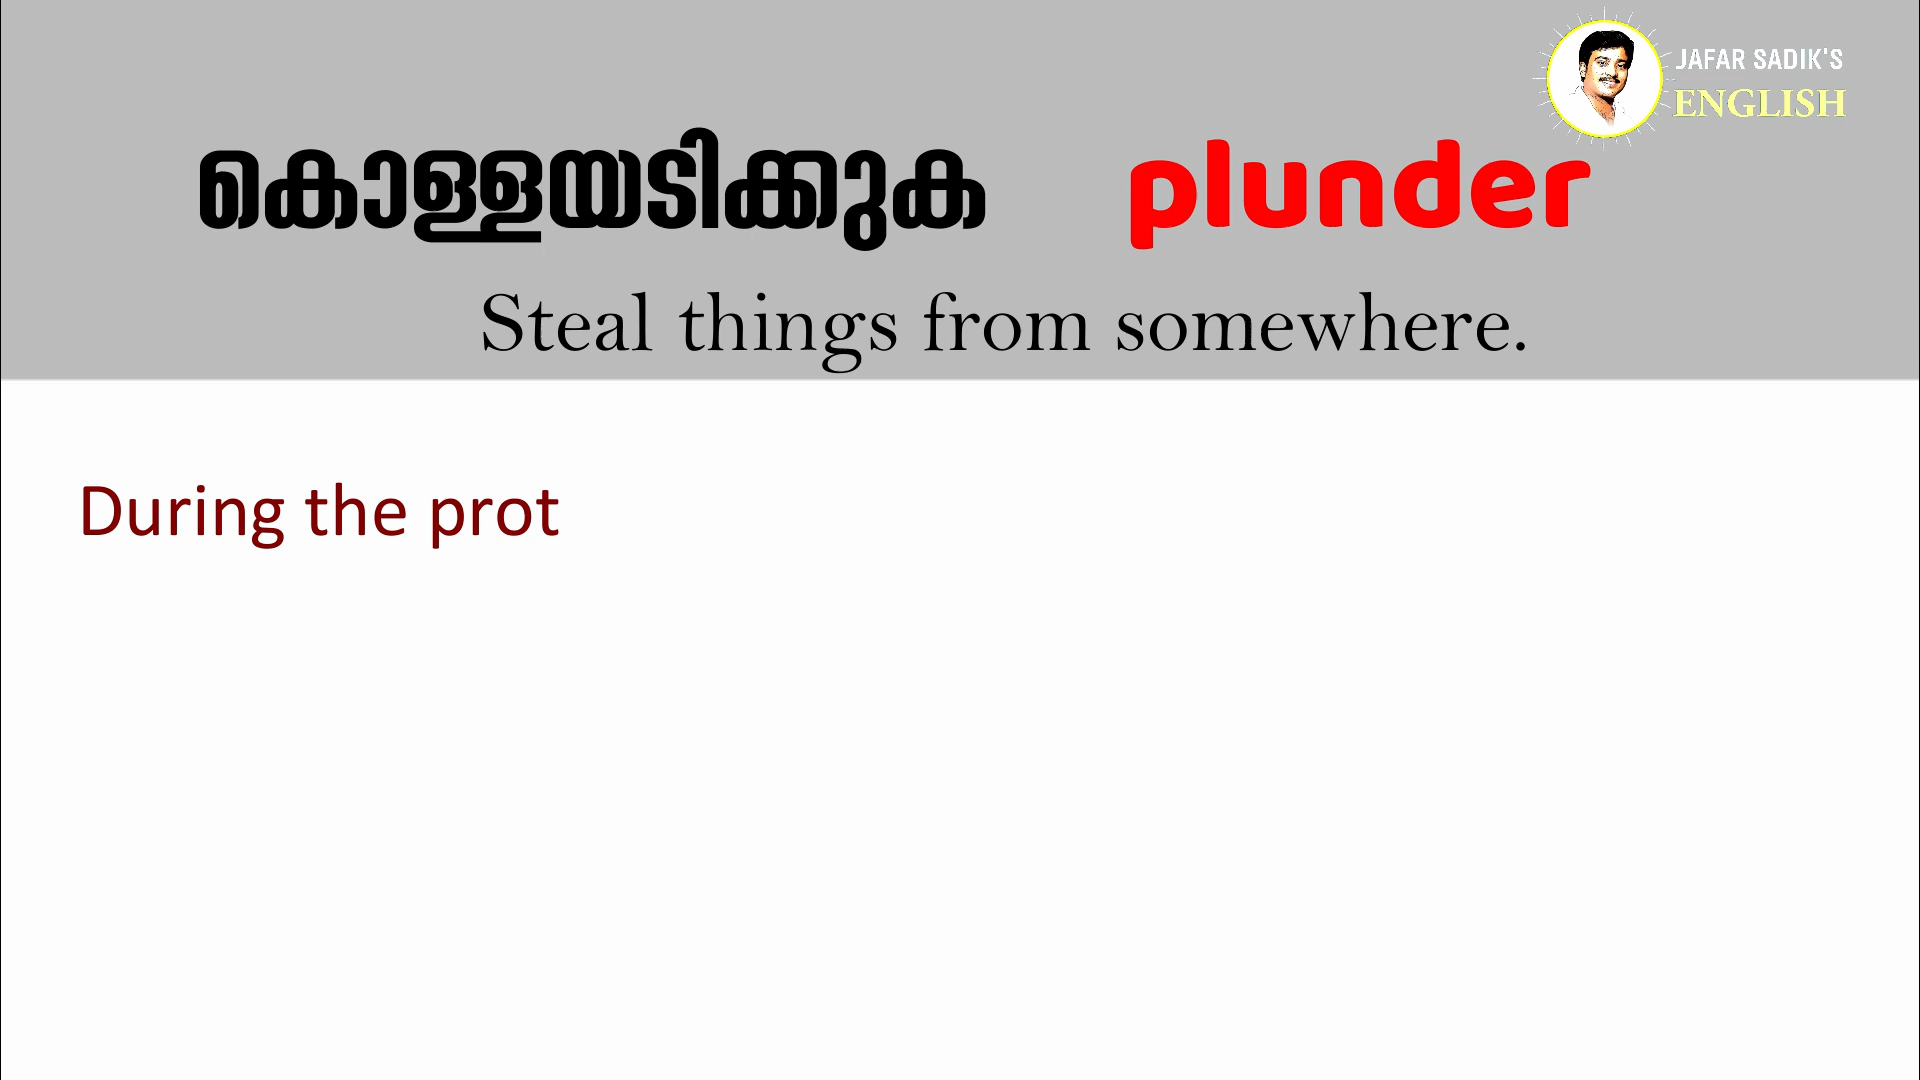 JAFAR SADIK'S
ENGLISH
കൊള്ളയടിക്കുക plunder
Steal things from somewhere.
During the prot